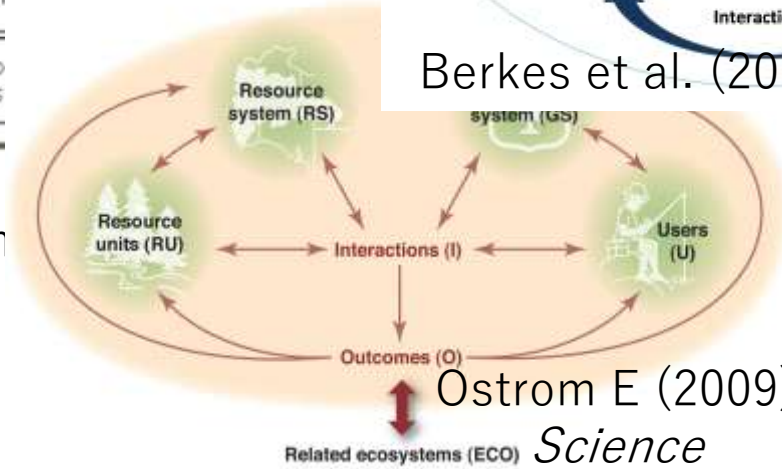 Interacti
Berkes et al. (20
Resource
system (RS)
system (GS)
Resource
units (RU)
Users
(U)
Interactions (I)
Outcomes (O)
Ostrom E (2009)
Related ecosystems (ECO)
Science